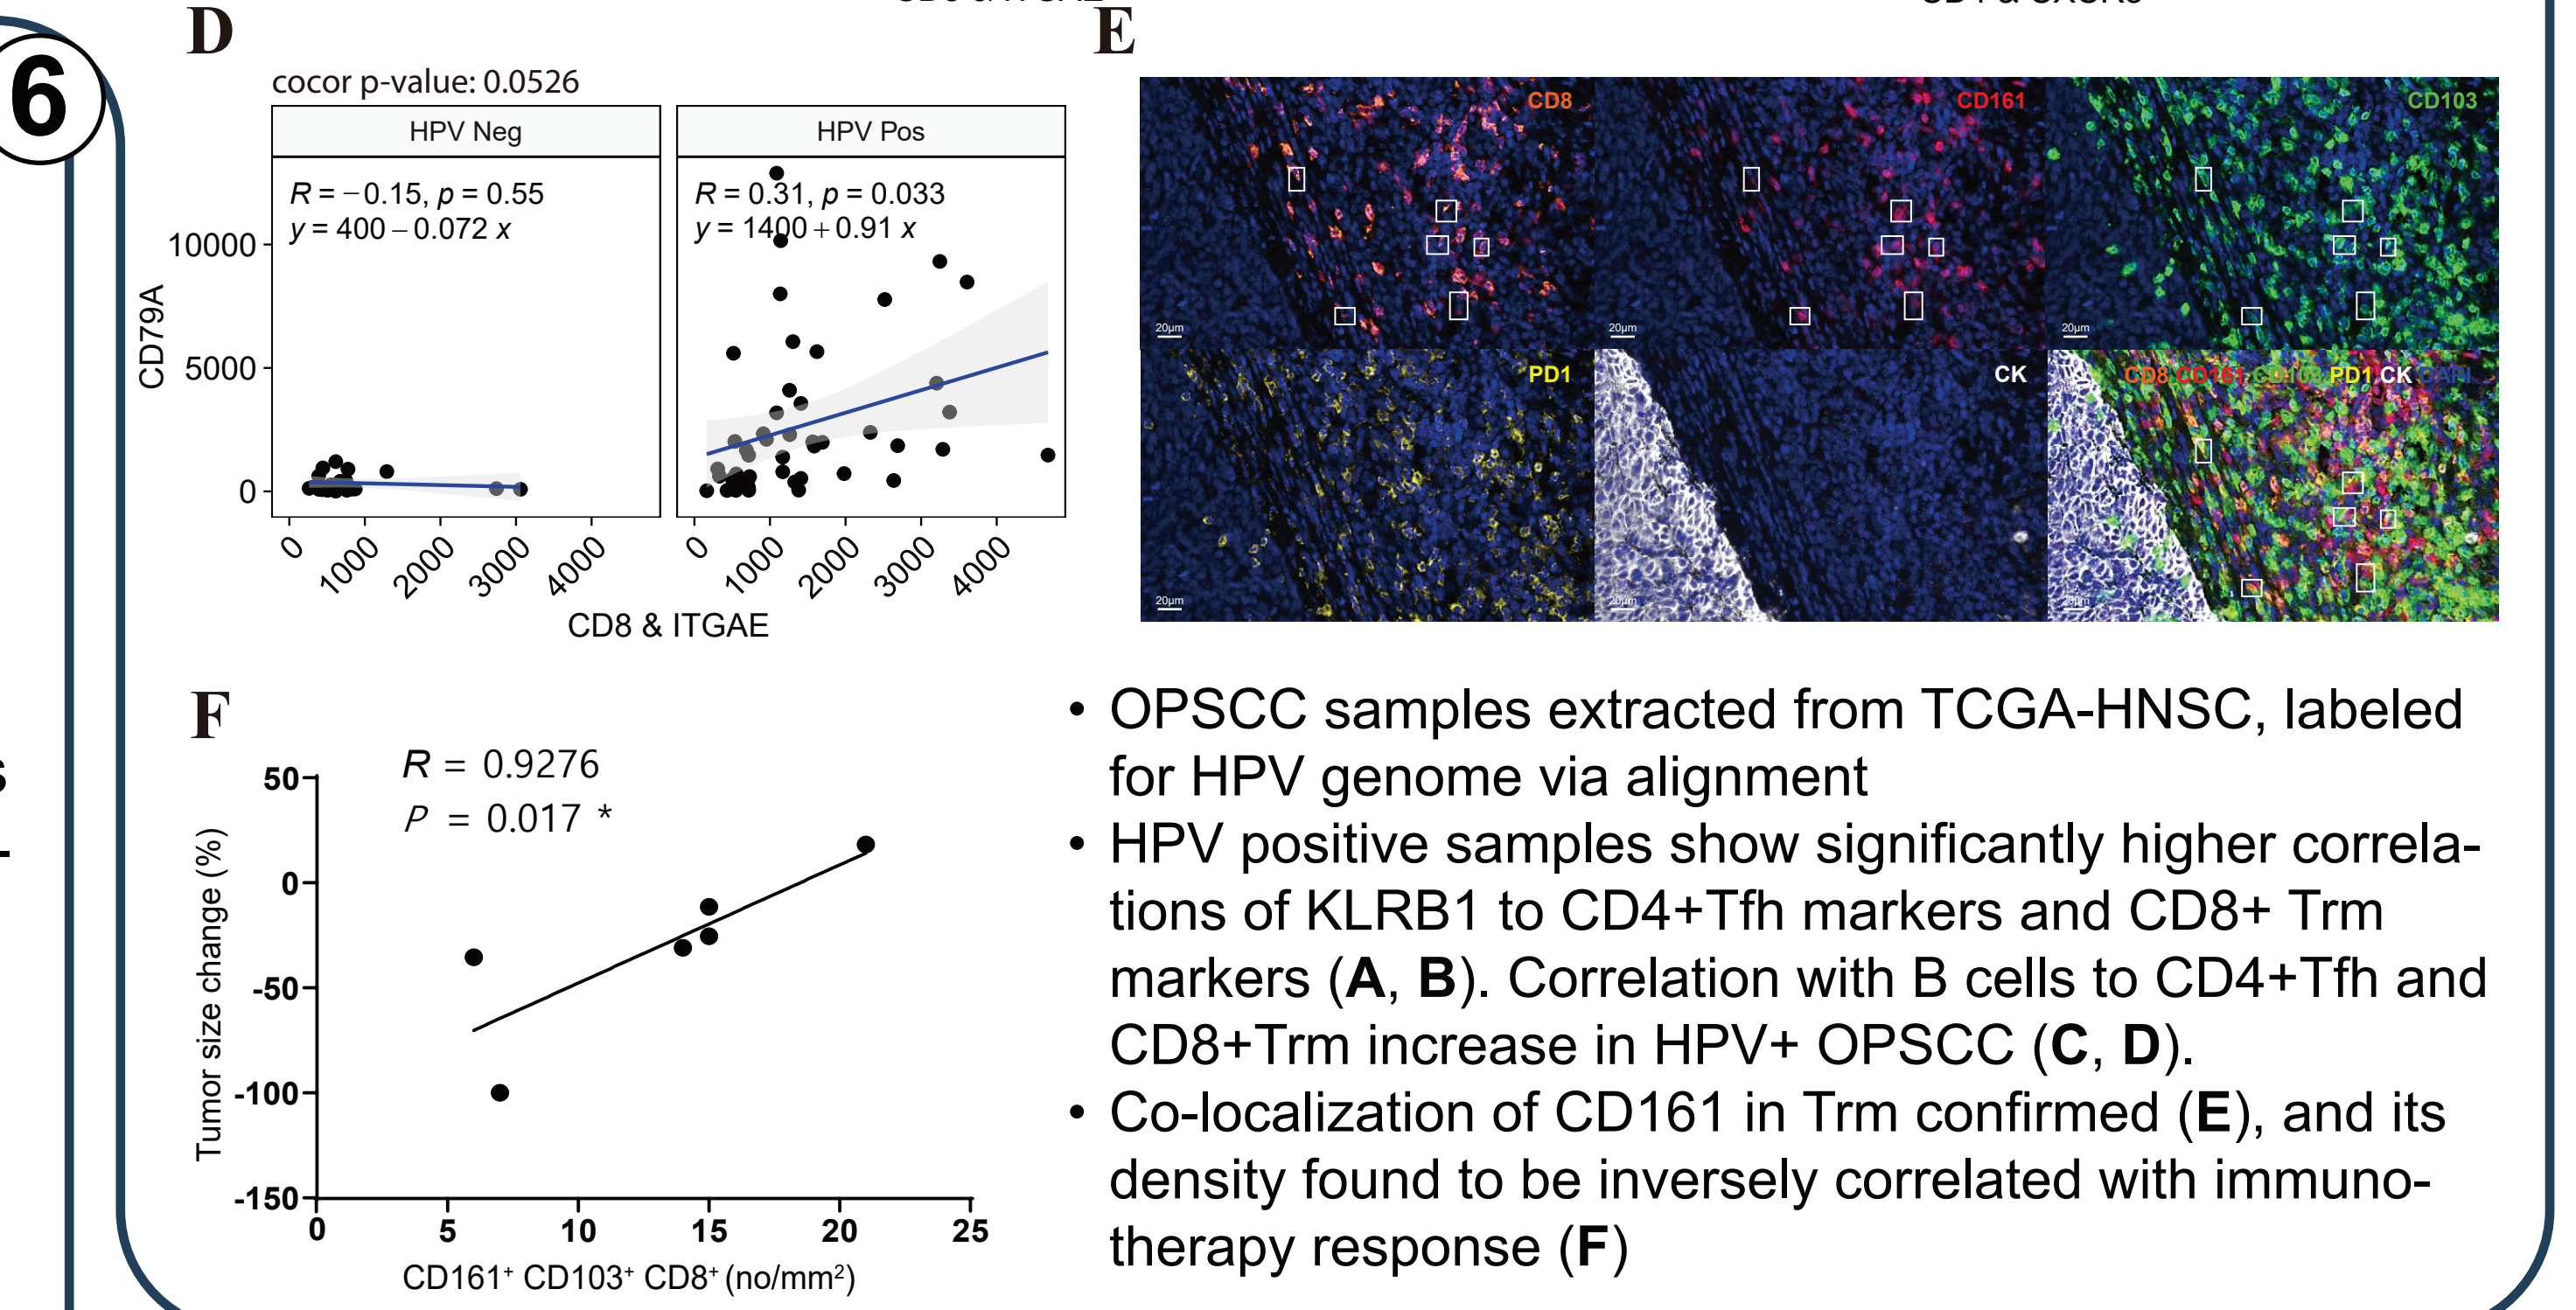 6
D
cocor p-value: 0.0526
HPV Neg
HPV Pos
R = −0.15, p = 0.55
y = 400 − 0.072 x
R = 0.31, p = 0.033
y = 1400 + 0.91 x
CD79A
10000
5000
0
0 1000 2000 3000 4000
0 1000 2000 3000 4000
CD8 & ITGAE
E
CD8
CD161
CD103
20µm
20µm
20µm
PD1
CK
CD8 CD161 CD103 PD1 CK DAPI
20µm
20µm
20µm
F
R = 0.9276
P = 0.017 *
Tumor size change (%)
50
0
-50
-100
-150
0 5 10 15 20 25
CD161⁺ CD103⁺ CD8⁺ (no/mm²)
• OPSCC samples extracted from TCGA-HNSC, labeled
for HPV genome via alignment
• HPV positive samples show significantly higher correla-
tions of KLRB1 to CD4+Tfh markers and CD8+ Trm
markers (A, B). Correlation with B cells to CD4+Tfh and
CD8+Trm increase in HPV+ OPSCC (C, D).
• Co-localization of CD161 in Trm confirmed (E), and its
density found to be inversely correlated with immuno-
therapy response (F)